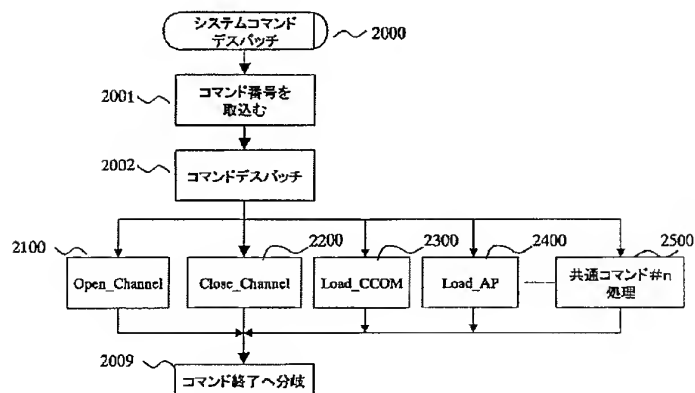 システムコマンド
デスパッチ
2000
2001
コマンド番号を
取込む
2002
コマンドデスパッチ
2100
2200
2300
2400
2500
Open_Channel
Close_Channel
Load_CCOM
Load_AP
共通コマンド#n
処理
2009
コマンド終了へ分岐